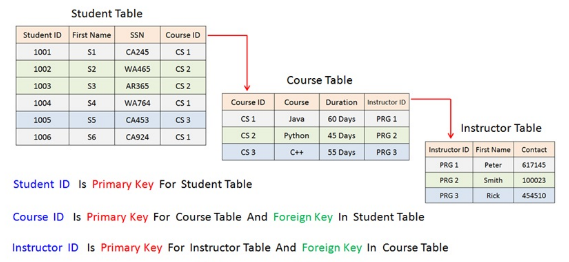 Student Table
Student ID First Name SSN Course ID
1001 S1 CA245 CS 1
1002 S2 WA465 CS 2
1003 S3 AR365 CS 2
1004 S4 WA764 CS 1
1005 S5 CA453 CS 3
1006 S6 CA924 CS 1
Course Table
Course ID Course Duration Instructor ID
CS 1 Java 60 Days PRG 1
CS 2 Python 45 Days PRG 2
CS 3 C++ 55 Days PRG 3
Instructor Table
Instructor ID First Name Contact
PRG 1 Peter 617145
PRG 2 Smith 100023
PRG 3 Rick 454510
Student ID Is Primary Key For Student Table
Course ID Is Primary Key For Course Table And Foreign Key In Student Table
Instructor ID Is Primary Key For Instructor Table And Foreign Key In Course Table